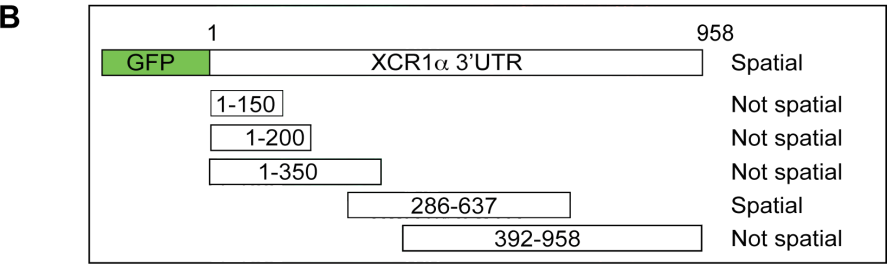 B
1 958
GFP XCR1α 3'UTR Spatial
1-150 Not spatial
1-200 Not spatial
1-350 Not spatial
286-637 Spatial
392-958 Not spatial